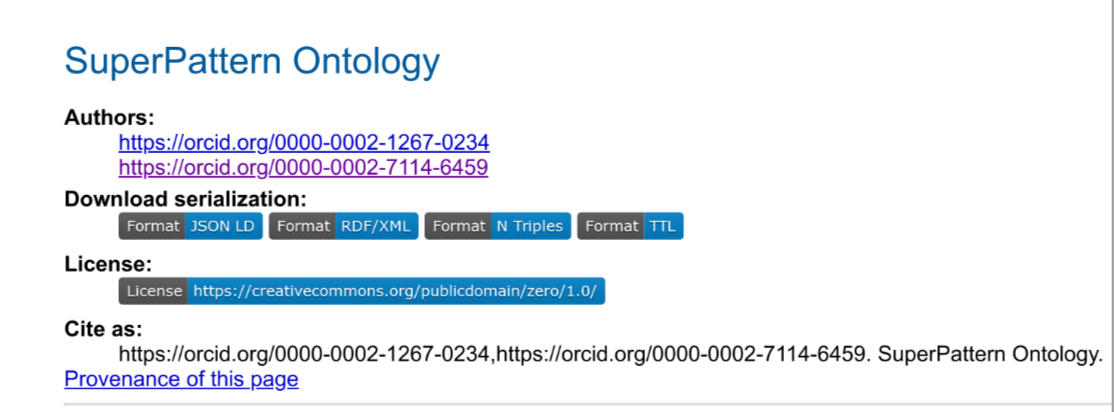 SuperPattern Ontology
Authors:
https://orcid.org/0000-0002-1267-0234
https://orcid.org/0000-0002-7114-6459
Download serialization:
Format JSON LD Format RDF/XML Format N Triples Format TTL
License:
License https://creativecommons.org/publicdomain/zero/1.0/
Cite as:
https://orcid.org/0000-0002-1267-0234,https://orcid.org/0000-0002-7114-6459. SuperPattern Ontology.
Provenance of this page